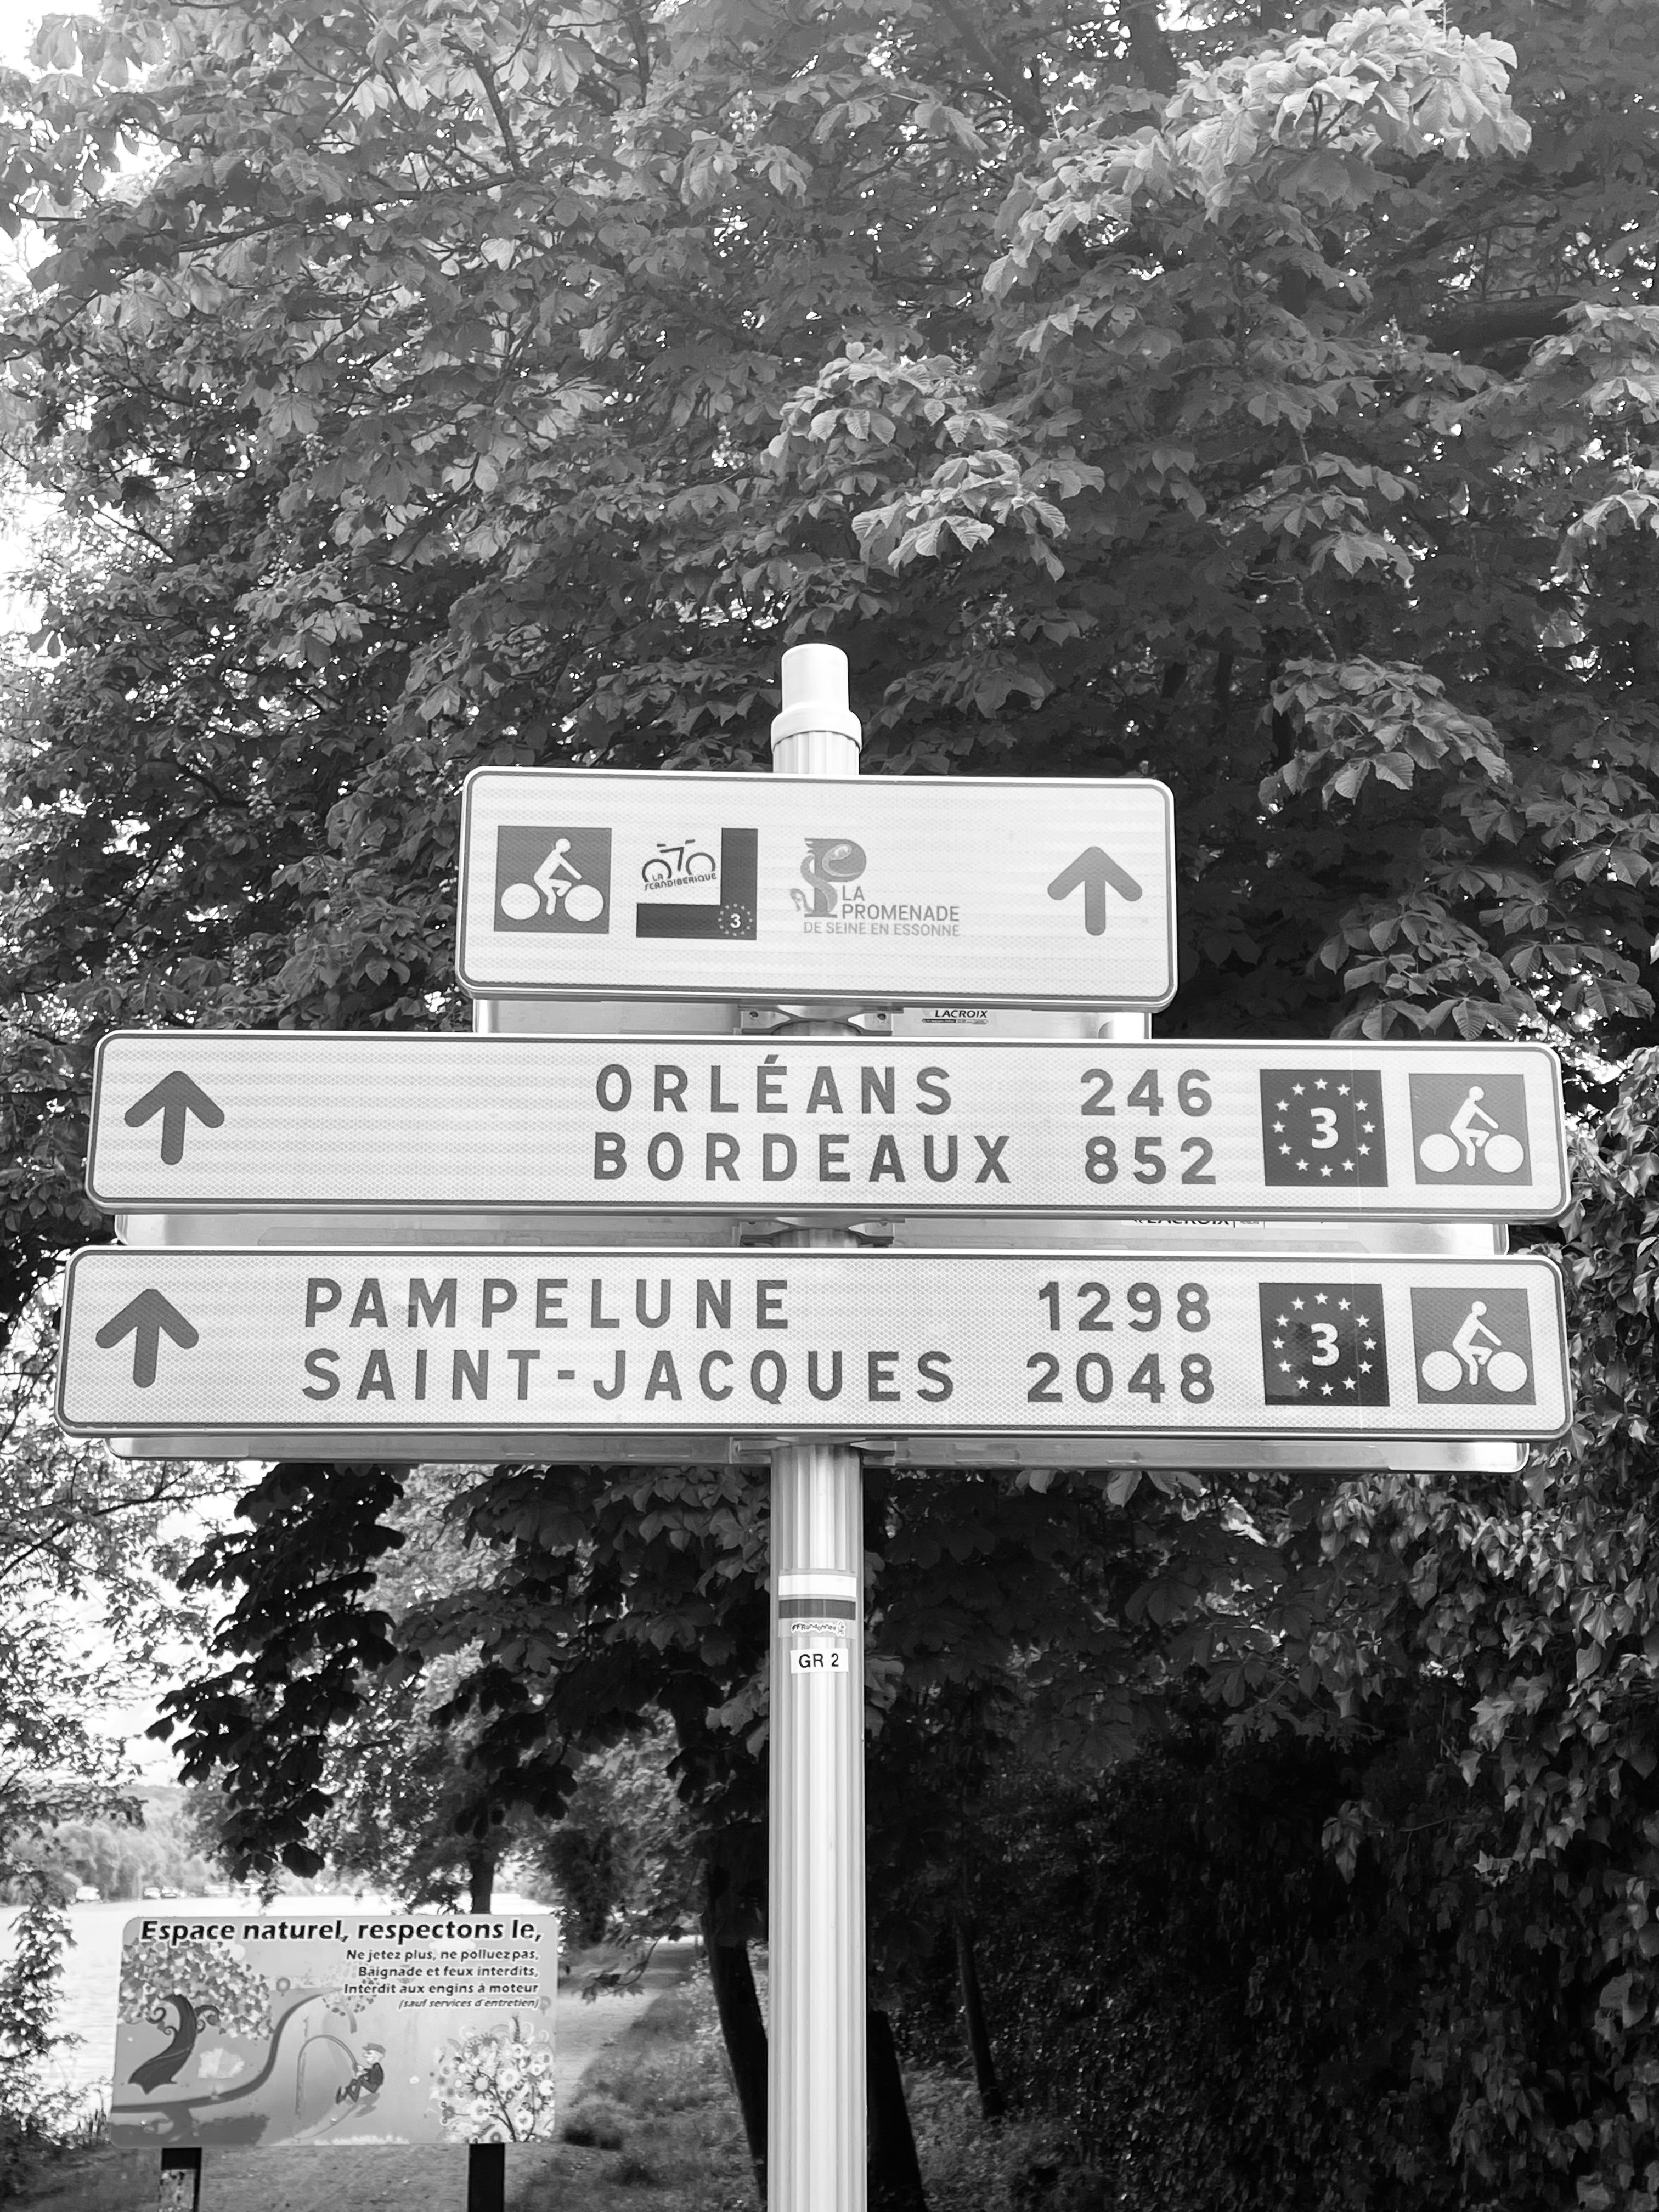 LA
SCANDIBERIQUE
3
LA
PROMENADE
DE SEINE EN ESSONNE
LACROIX
ORLÉANS 246
BORDEAUX 852
3
LACROIX
PAMPELUNE 1298
SAINT-JACQUES 2048
3
FFRandonnée
GR 2
Espace naturel, respectons le,
Ne jetez plus, ne polluez pas,
Baignade et feux interdits,
Interdit aux engins à moteur
(sauf services d'entretien)